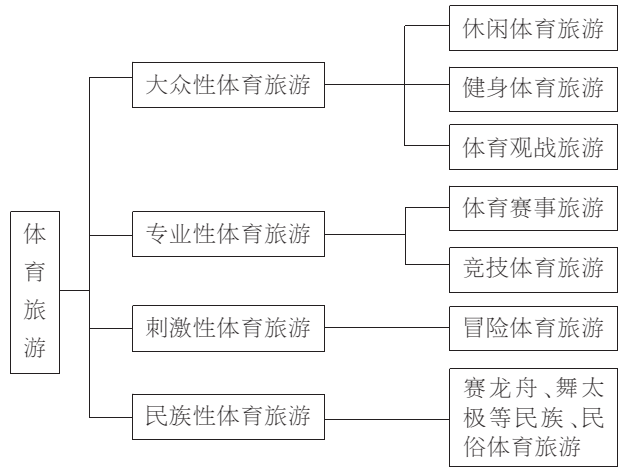 体育旅游
大众性体育旅游
休闲体育旅游
健身体育旅游
体育观战旅游
专业性体育旅游
体育赛事旅游
竞技体育旅游
刺激性体育旅游
冒险体育旅游
民族性体育旅游
赛龙舟、舞太
极等民族、民
俗体育旅游